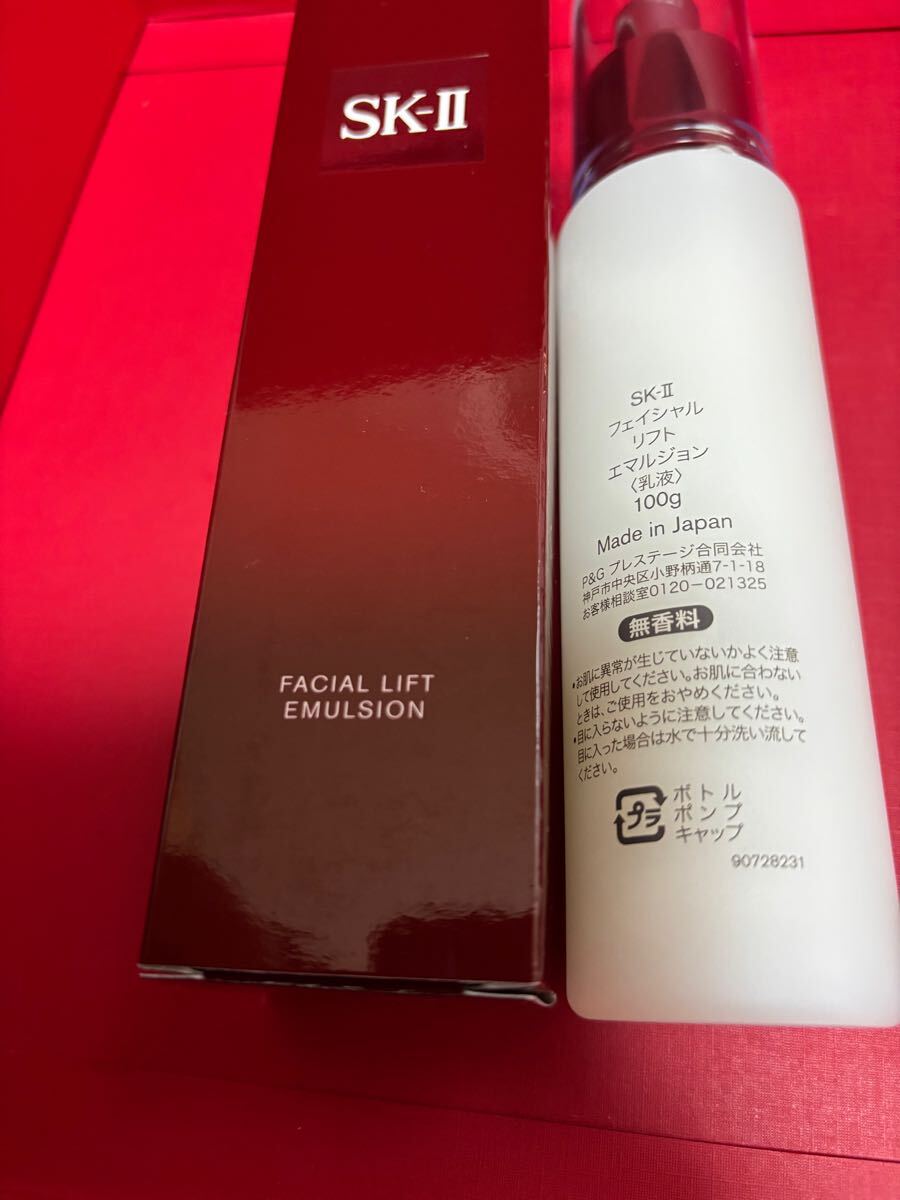 SK-II
FACIAL LIFT
EMULSION
SK-II
フェイシャル
リフト
エマルジョン
〈乳液〉
100g
Made in Japan
P&G プレステージ合同会社
神戸市中央区小野柄通7-1-18
お客様相談室0120-021325
無香料
•お肌に異常が生じていないかよく注意
して使用してください。お肌に合わない
ときは、ご使用をおやめください。
•目に入らないように注意してください。
目に入った場合は水で十分洗い流して
ください。
プラ
ボトル
ポンプ
キャップ
90728231